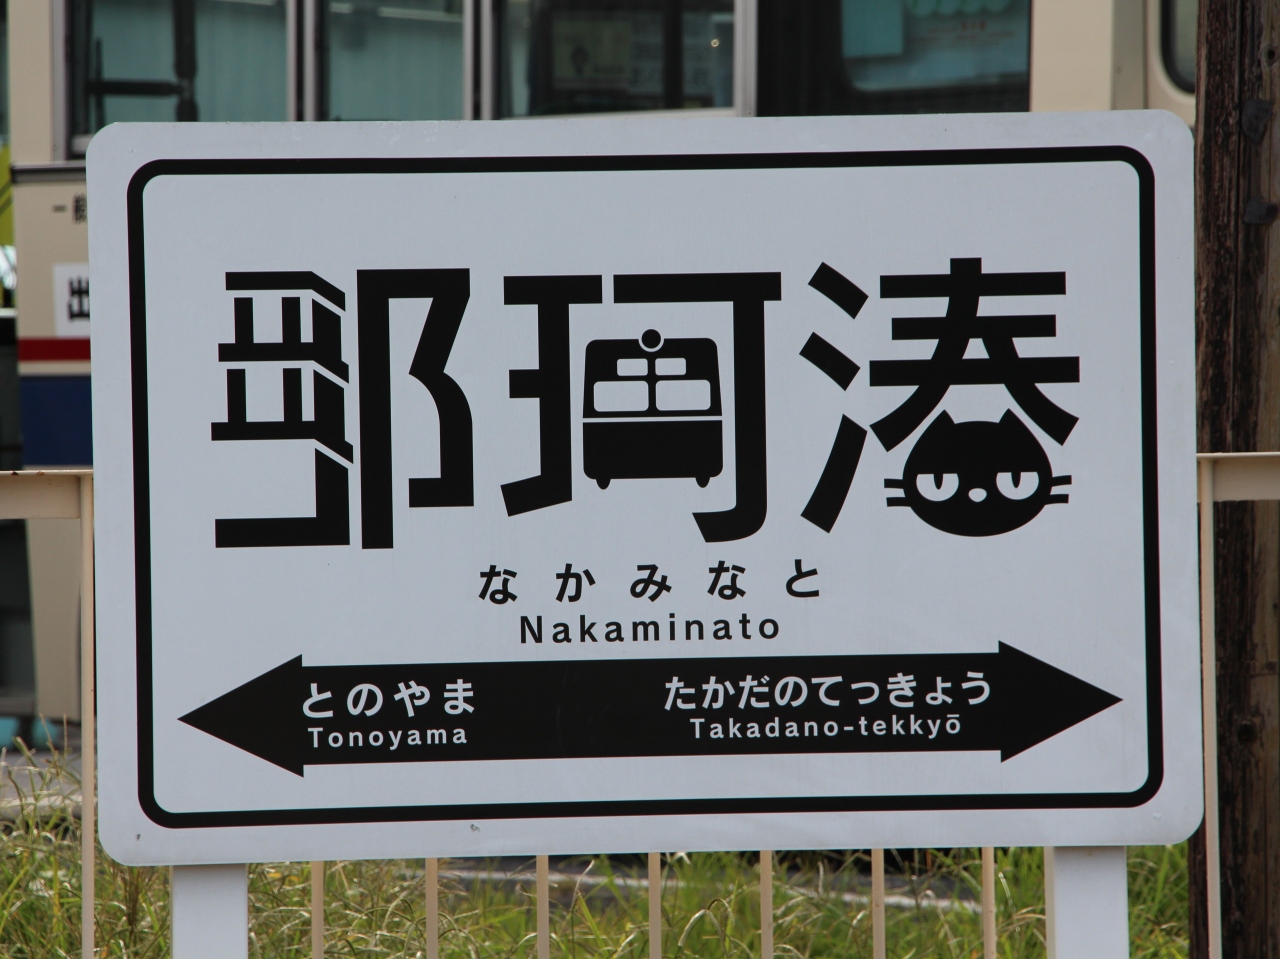 那珂湊
なかみなと
Nakaminato
とのやま
Tonoyama
たかだのてっきょう
Takadano-tekkyō
出